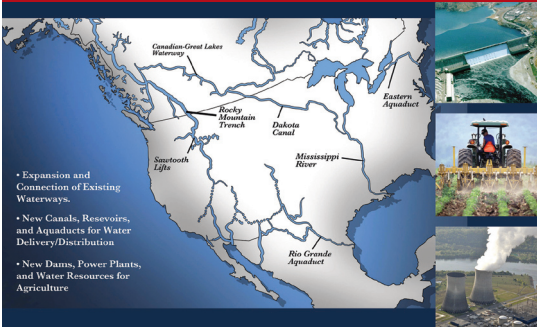 Canadian-Great Lakes
Waterway
Eastern
Aquaduct
Rocky
Mountain
Trench
Dakota
Canal
Sawtooth
Lifts
Mississippi
River
Rio Grande
Aquaduct
• Expansion and
Connection of Existing
Waterways.
• New Canals, Resevoirs,
and Aquaducts for Water
Delivery/Distribution
• New Dams, Power Plants,
and Water Resources for
Agriculture